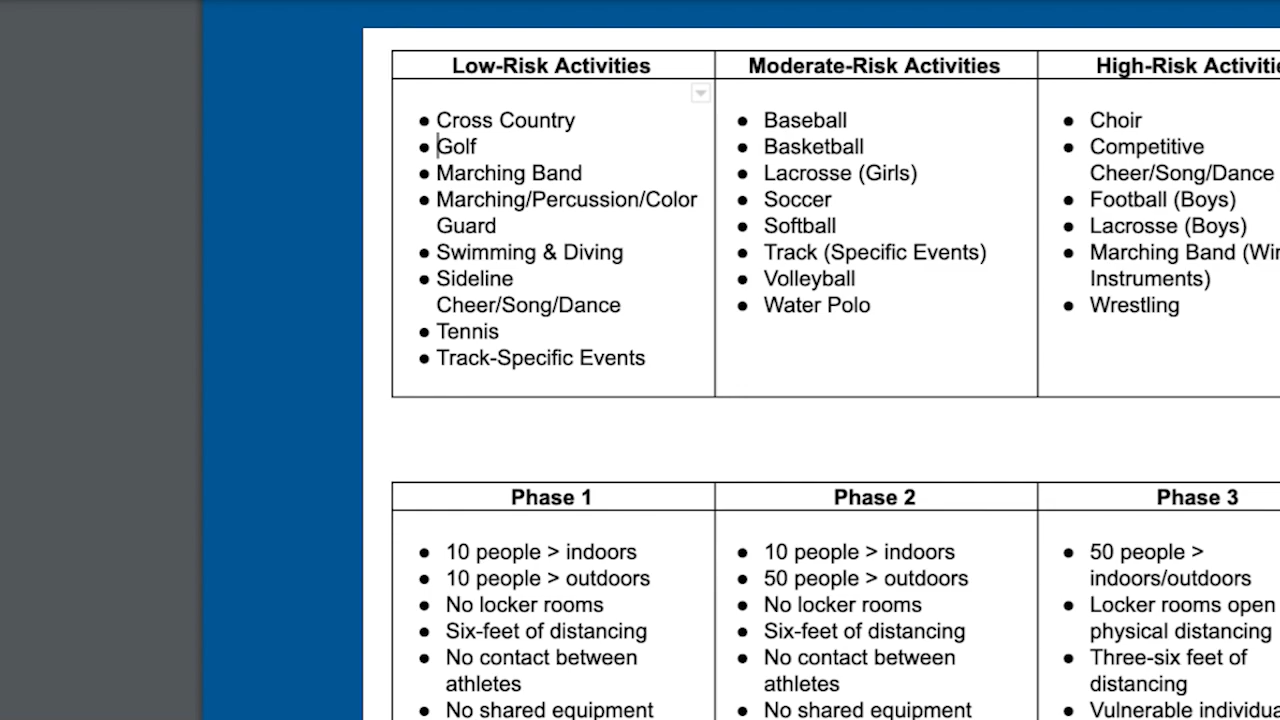 Low-Risk Activities
● Cross Country
● Golf
● Marching Band
● Marching/Percussion/Color
Guard
● Swimming & Diving
● Sideline
Cheer/Song/Dance
● Tennis
● Track-Specific Events
Moderate-Risk Activities
● Baseball
● Basketball
● Lacrosse (Girls)
● Soccer
● Softball
● Track (Specific Events)
● Volleyball
● Water Polo
High-Risk
● Choir
● Competitive
Cheer/Song/Dance
● Football (Boys)
● Lacrosse (Boys)
● Marching Band
Instruments)
● Wrestling
Phase 1
● 10 people > indoors
● 10 people > outdoors
● No locker rooms
● Six-feet of distancing
● No contact between
athletes
● No shared equipment
Phase 2
● 10 people > indoors
● 50 people > outdoors
● No locker rooms
● Six-feet of distancing
● No contact between
athletes
● No shared equipment
Phase 3
● 50 people >
indoors/outdoors
● Locker rooms open
physical distancing
● Three-six feet of
distancing
● Vulnerable